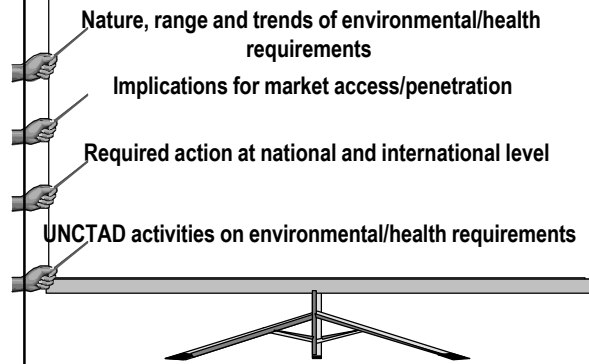 Nature, range and trends of environmental/health
requirements
Implications for market access/penetration
Required action at national and international level
UNCTAD activities on environmental/health requirements